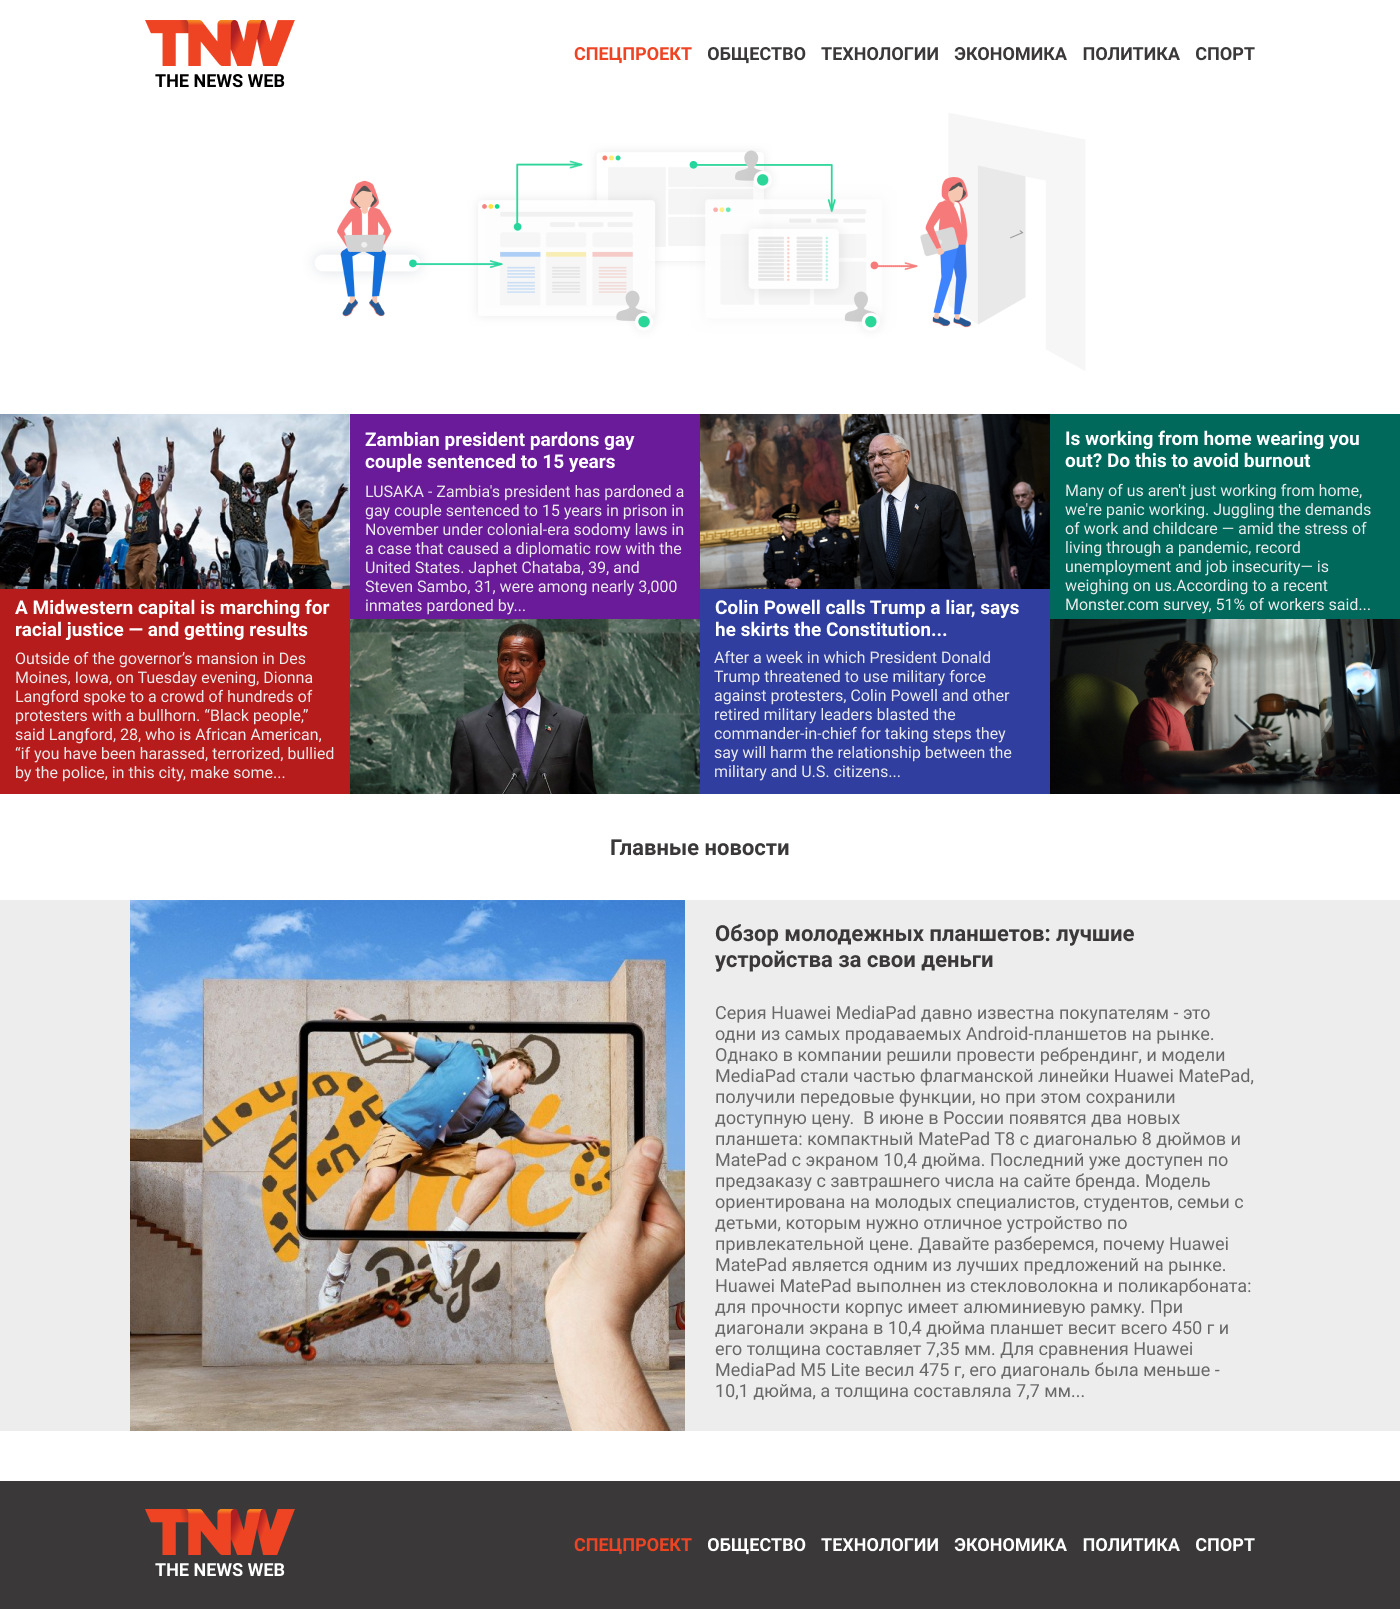 TNW
THE NEWS WEB
СПЕЦПРОЕКТ ОБЩЕСТВО ТЕХНОЛОГИИ ЭКОНОМИКА ПОЛИТИКА СПОРТ
A Midwestern capital is marching for
racial justice — and getting results
Outside of the governor’s mansion in Des
Moines, Iowa, on Tuesday evening, Dionna
Langford spoke to a crowd of hundreds of
protesters with a bullhorn. “Black people,”
said Langford, 28, who is African American,
“if you have been harassed, terrorized, bullied
by the police, in this city, make some...
Zambian president pardons gay
couple sentenced to 15 years
LUSAKA - Zambia's president has pardoned a
gay couple sentenced to 15 years in prison in
November under colonial-era sodomy laws in
a case that caused a diplomatic row with the
United States. Japhet Chataba, 39, and
Steven Sambo, 31, were among nearly 3,000
inmates pardoned by...
Colin Powell calls Trump a liar, says
he skirts the Constitution...
After a week in which President Donald
Trump threatened to use military force
against protesters, Colin Powell and other
retired military leaders blasted the
commander-in-chief for taking steps they
say will harm the relationship between the
military and U.S. citizens...
Is working from home wearing you
out? Do this to avoid burnout
Many of us aren't just working from home,
we're panic working. Juggling the demands
of work and childcare — amid the stress of
living through a pandemic, record
unemployment and job insecurity— is
weighing on us.According to a recent
Monster.com survey, 51% of workers said...
Главные новости
Обзор молодежных планшетов: лучшие
устройства за свои деньги
Серия Huawei MediaPad давно известна покупателям - это
одни из самых продаваемых Android-планшетов на рынке.
Однако в компании решили провести ребрендинг, и модели
MediaPad стали частью флагманской линейки Huawei MatePad,
получили передовые функции, но при этом сохранили
доступную цену.  В июне в России появятся два новых
планшета: компактный MatePad T8 с диагональю 8 дюймов и
MatePad с экраном 10,4 дюйма. Последний уже доступен по
предзаказу с завтрашнего числа на сайте бренда. Модель
ориентирована на молодых специалистов, студентов, семьи с
детьми, которым нужно отличное устройство по
привлекательной цене. Давайте разберемся, почему Huawei
MatePad является одним из лучших предложений на рынке.
Huawei MatePad выполнен из стекловолокна и поликарбоната:
для прочности корпус имеет алюминиевую рамку. При
диагонали экрана в 10,4 дюйма планшет весит всего 450 г и
его толщина составляет 7,35 мм. Для сравнения Huawei
MediaPad M5 Lite весил 475 г, его диагональ была меньше -
10,1 дюйма, а толщина составляла 7,7 мм...
TNW
THE NEWS WEB
СПЕЦПРОЕКТ ОБЩЕСТВО ТЕХНОЛОГИИ ЭКОНОМИКА ПОЛИТИКА СПОРТ